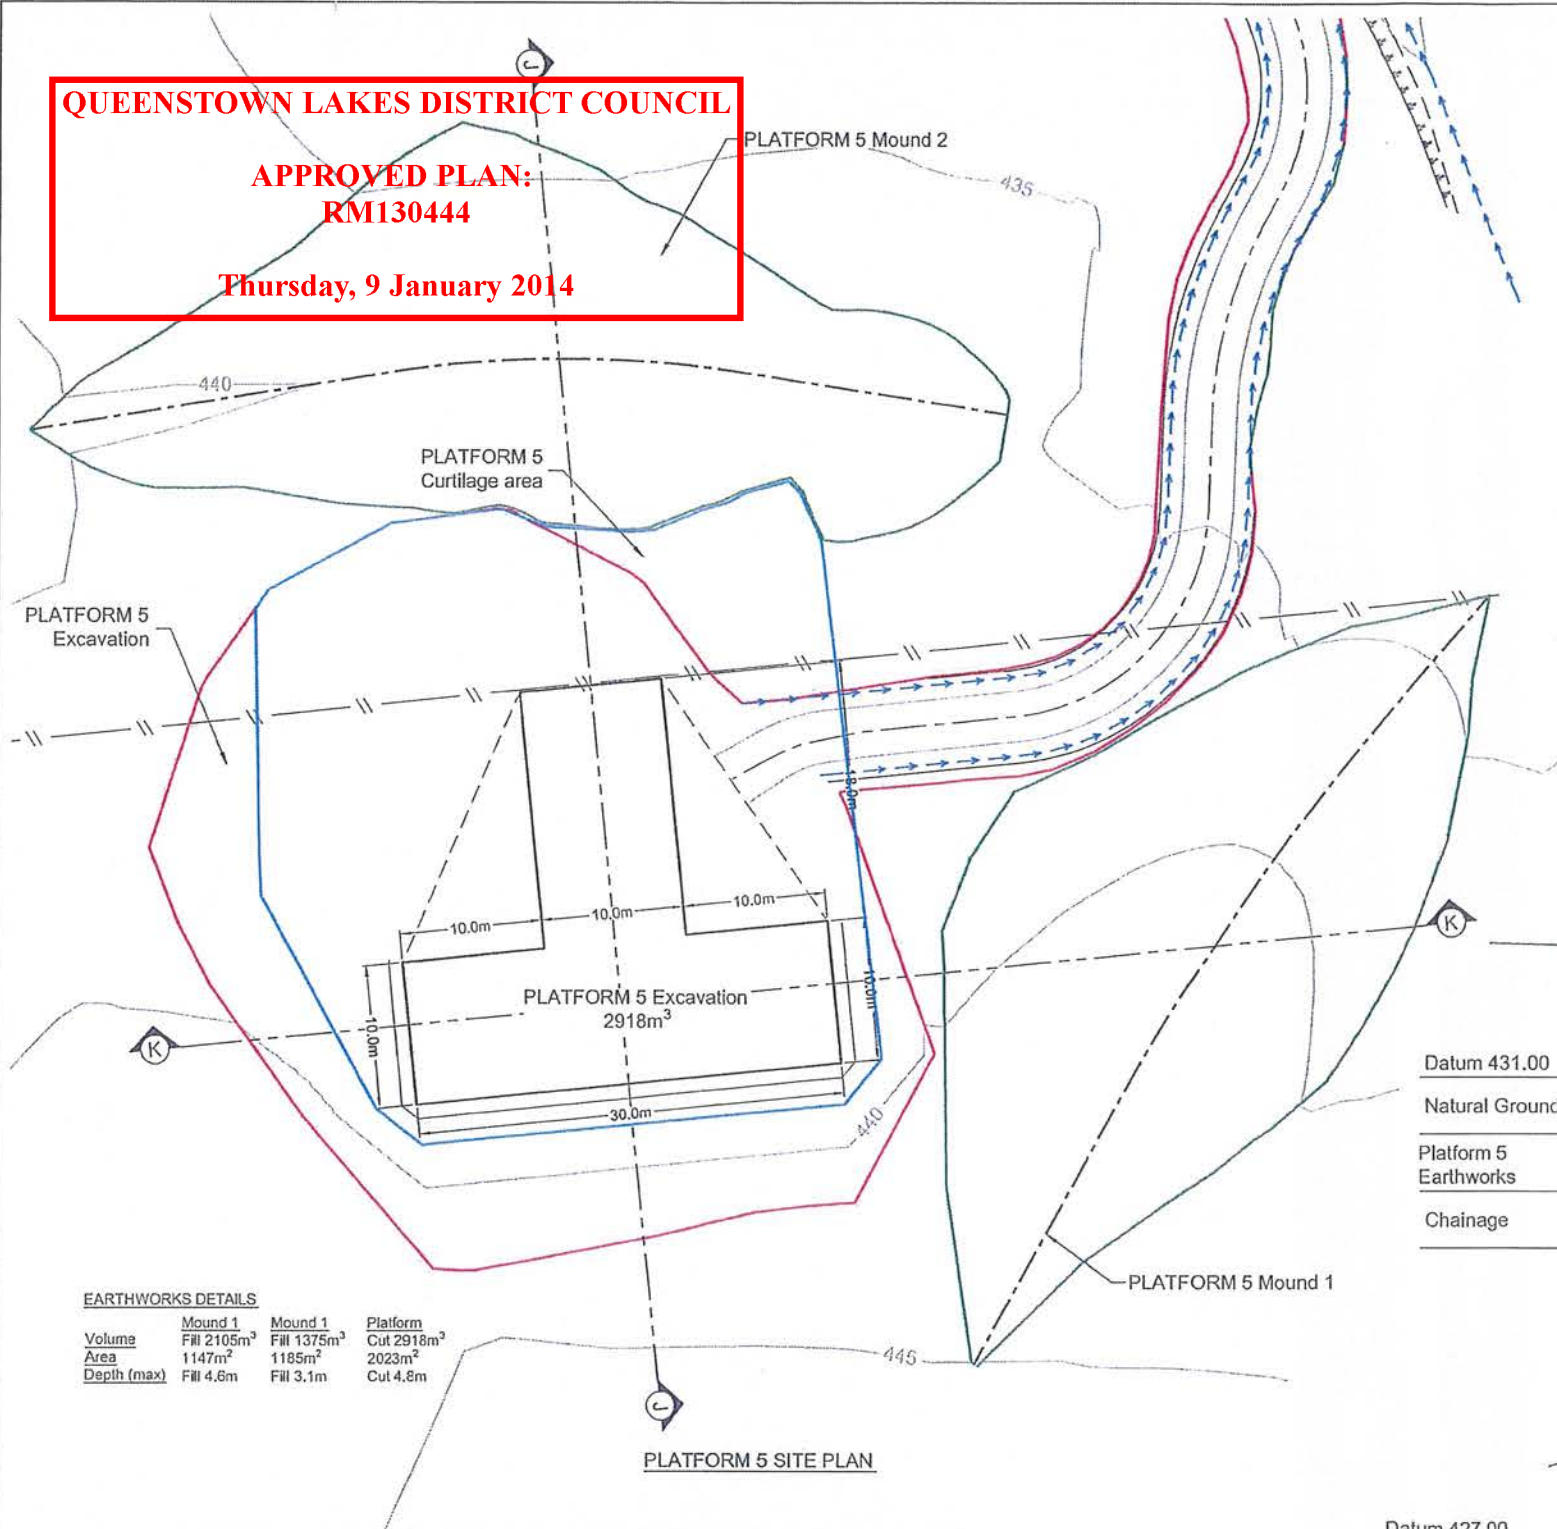 QUEENSTOWN LAKES DISTRICT COUNCIL
APPROVED PLAN:
RM130444
Thursday, 9 January 2014
J
PLATFORM 5 Mound 2
435
440
PLATFORM 5
Curtilage area
PLATFORM 5
Excavation
18.0m
10.0m
10.0m
10.0m
K
PLATFORM 5 Excavation
2918m³
10.0m
10.0m
K
30.0m
440
Datum 431.00
Natural Ground
Platform 5
Earthworks
Chainage
PLATFORM 5 Mound 1
EARTHWORKS DETAILS
Mound 1 Mound 1 Platform
Volume Fill 2105m³ Fill 1375m³ Cut 2918m³
Area 1147m² 1185m² 2023m²
Depth (max) Fill 4.6m Fill 3.1m Cut 4.8m
445
J
PLATFORM 5 SITE PLAN
Datum 427.00